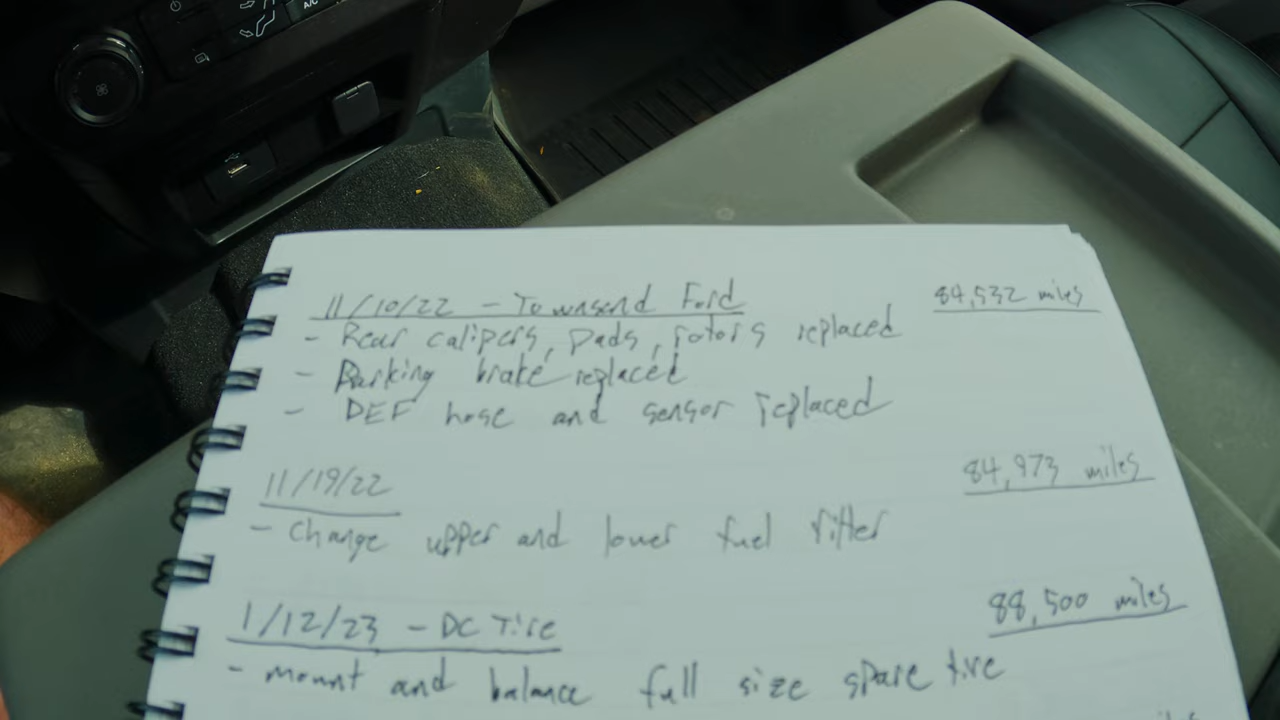 A/C
11/10/22 - Townsend Ford 84,532 miles
- Rear calipers, pads, rotors replaced
- Parking brake replaced
- DEF hose and sensor replaced
11/19/22 84,973 miles
- Change upper and lower fuel filter
1/12/23 - DC Tire 88,500 miles
- mount and balance full size spare tire